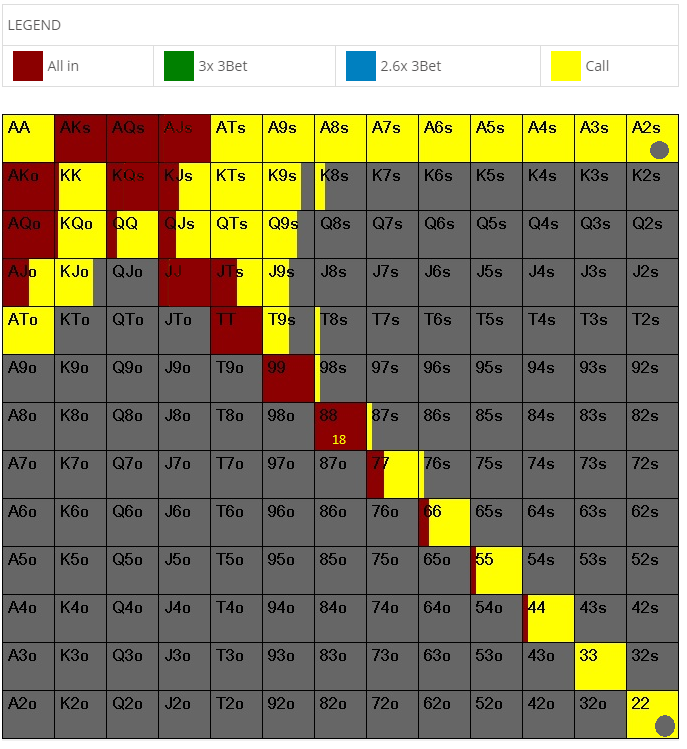 LEGEND
All in 3x 3Bet 2.6x 3Bet Call
AA AKs AQs AJs ATs A9s A8s A7s A6s A5s A4s A3s A2s
AKo KK KQs KJs KTs K9s K8s K7s K6s K5s K4s K3s K2s
AQo KQo QQ QJs QTs Q9s Q8s Q7s Q6s Q5s Q4s Q3s Q2s
AJo KJo QJo JJ JTs J9s J8s J7s J6s J5s J4s J3s J2s
ATo KTo QTo JTo TT T9s T8s T7s T6s T5s T4s T3s T2s
A9o K9o Q9o J9o T9o 99 98s 97s 96s 95s 94s 93s 92s
A8o K8o Q8o J8o T8o 98o 88 87s 86s 85s 84s 83s 82s
18
A7o K7o Q7o J7o T7o 97o 87o 77 76s 75s 74s 73s 72s
A6o K6o Q6o J6o T6o 96o 86o 76o 66 65s 64s 63s 62s
A5o K5o Q5o J5o T5o 95o 85o 75o 65o 55 54s 53s 52s
A4o K4o Q4o J4o T4o 94o 84o 74o 64o 54o 44 43s 42s
A3o K3o Q3o J3o T3o 93o 83o 73o 63o 53o 43o 33 32s
A2o K2o Q2o J2o T2o 92o 82o 72o 62o 52o 42o 32o 22